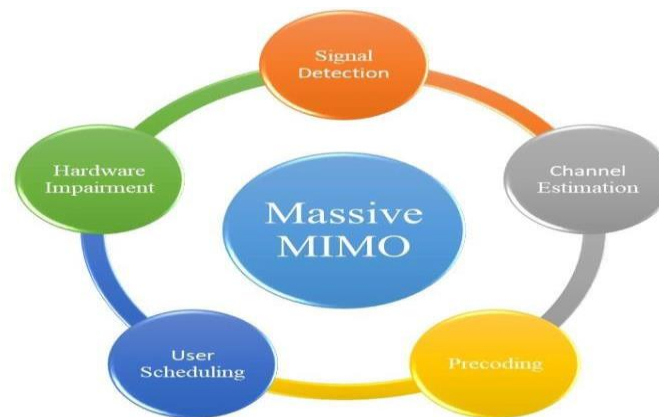 Signal
Detection
Channel
Estimation
Precoding
User
Scheduling
Hardware
Impairment
Massive
MIMO